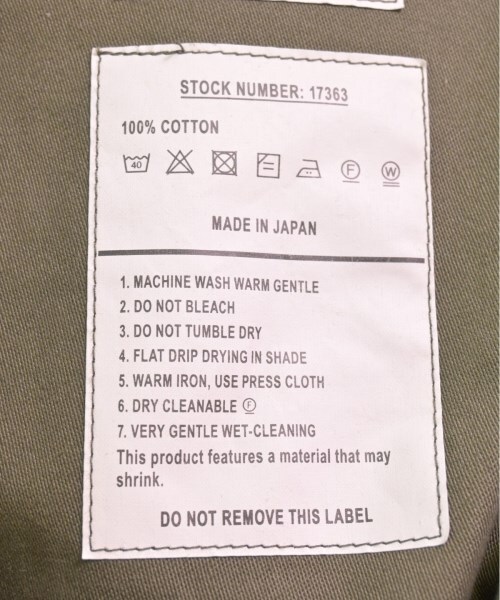 STOCK NUMBER: 17363
100% COTTON
40 F W
MADE IN JAPAN
1. MACHINE WASH WARM GENTLE
2. DO NOT BLEACH
3. DO NOT TUMBLE DRY
4. FLAT DRIP DRYING IN SHADE
5. WARM IRON, USE PRESS CLOTH
6. DRY CLEANABLE Ⓕ
7. VERY GENTLE WET-CLEANING
This product features a material that may
shrink.
DO NOT REMOVE THIS LABEL